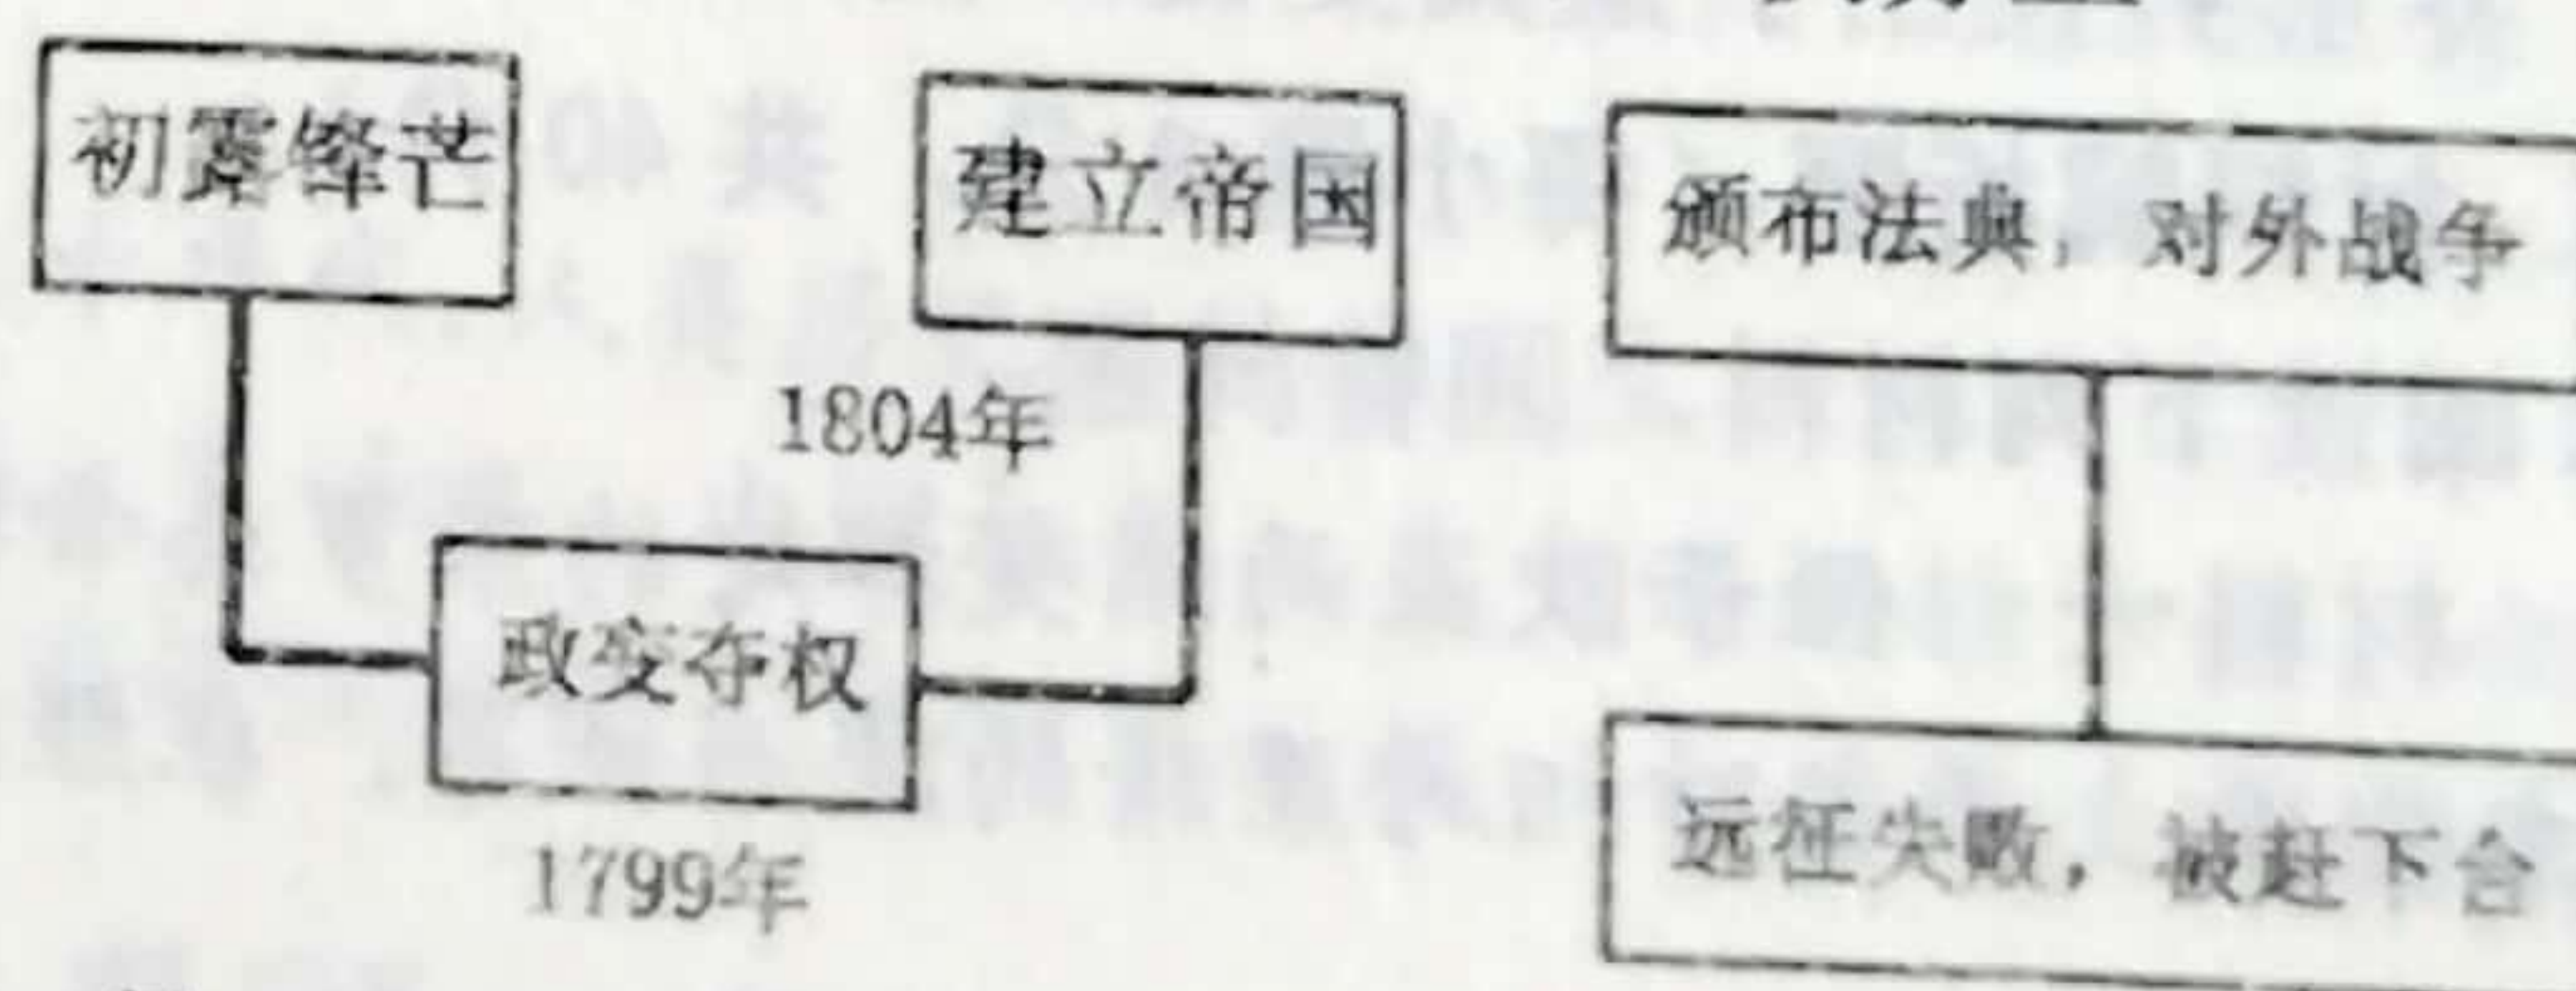 初露锋芒
建立帝国
颁布法典，对外战争
1804年
政变夺权
1799年
远征失败，被赶下台